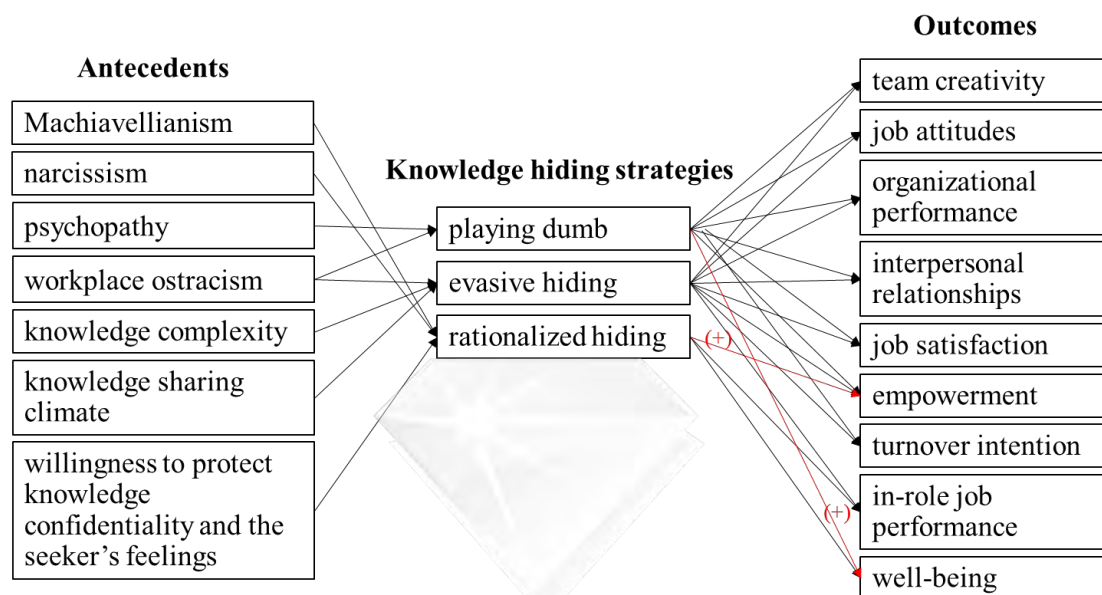 Antecedents
Machiavellianism
narcissism
psychopathy
workplace ostracism
knowledge complexity
knowledge sharing
climate
willingness to protect
knowledge
confidentiality and the
seeker's feelings
Knowledge hiding strategies
playing dumb
evasive hiding
rationalized hiding
(+)
(+)
Outcomes
team creativity
job attitudes
organizational
performance
interpersonal
relationships
job satisfaction
empowerment
turnover intention
in-role job
performance
well-being